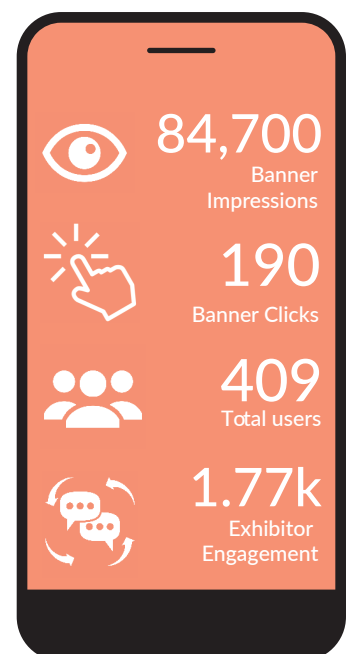 84,700
Banner
Impressions
190
Banner Clicks
409
Total users
1.77k
Exhibitor
Engagement